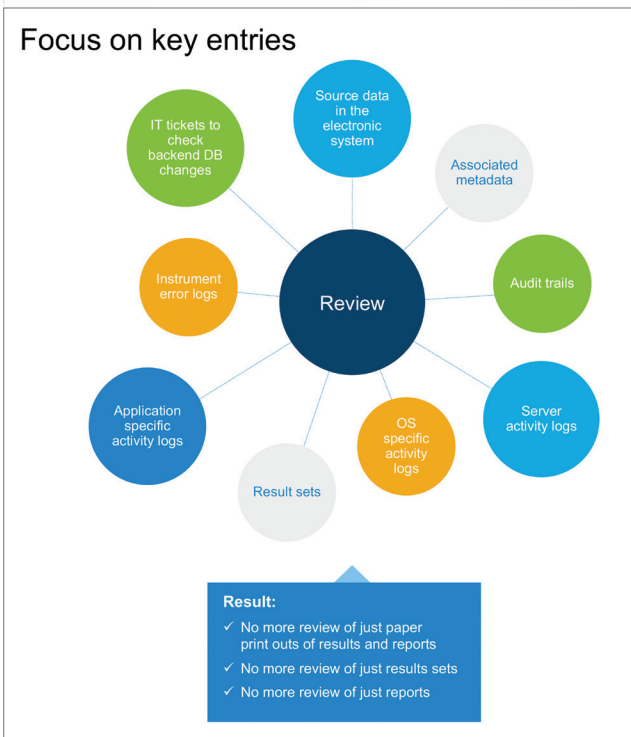 Focus on key entries
IT tickets to
check
backend DB
changes
Source data
in the
electronic
system
Associated
metadata
Instrument
error logs
Review
Audit trails
Application
specific
activity logs
Result sets
OS
specific
activity
logs
Server
activity logs
Result:
✓ No more review of just paper
print outs of results and reports
✓ No more review of just results sets
✓ No more review of just reports